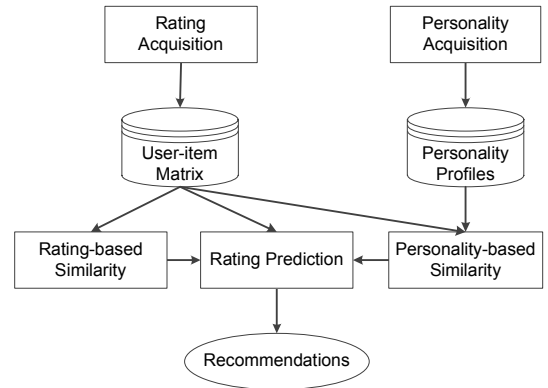 Rating
Acquisition
Personality
Acquisition
User-item
Matrix
Personality
Profiles
Rating-based
Similarity
Rating Prediction
Personality-based
Similarity
Recommendations